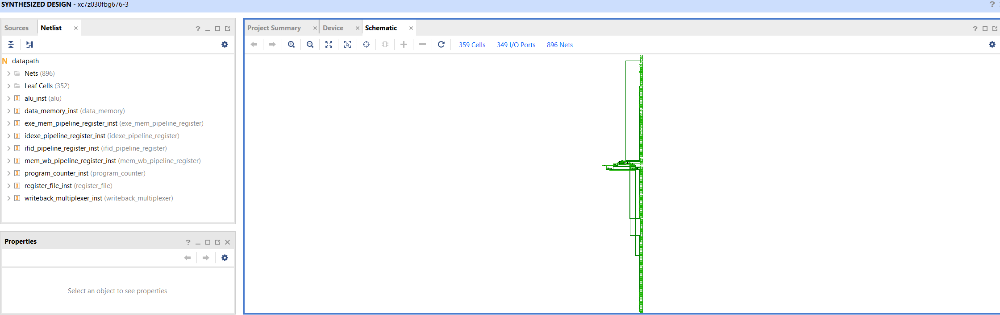 SYNTHESIZED DESIGN - xc7z030fbg676-3
?
Sources
Netlist
?
N datapath
Nets (896)
Leaf Cells (352)
alu_inst (alu)
data_memory_inst (data_memory)
exe_mem_pipeline_register_inst (exe_mem_pipeline_register)
idexe_pipeline_register_inst (idexe_pipeline_register)
ifid_pipeline_register_inst (ifid_pipeline_register)
mem_wb_pipeline_register_inst (mem_wb_pipeline_register)
program_counter_inst (program_counter)
register_file_inst (register_file)
writeback_multiplexer_inst (writeback_multiplexer)
Properties
?
Select an object to see properties
Project Summary
Device
Schematic
?
359 Cells
349 I/O Ports
896 Nets